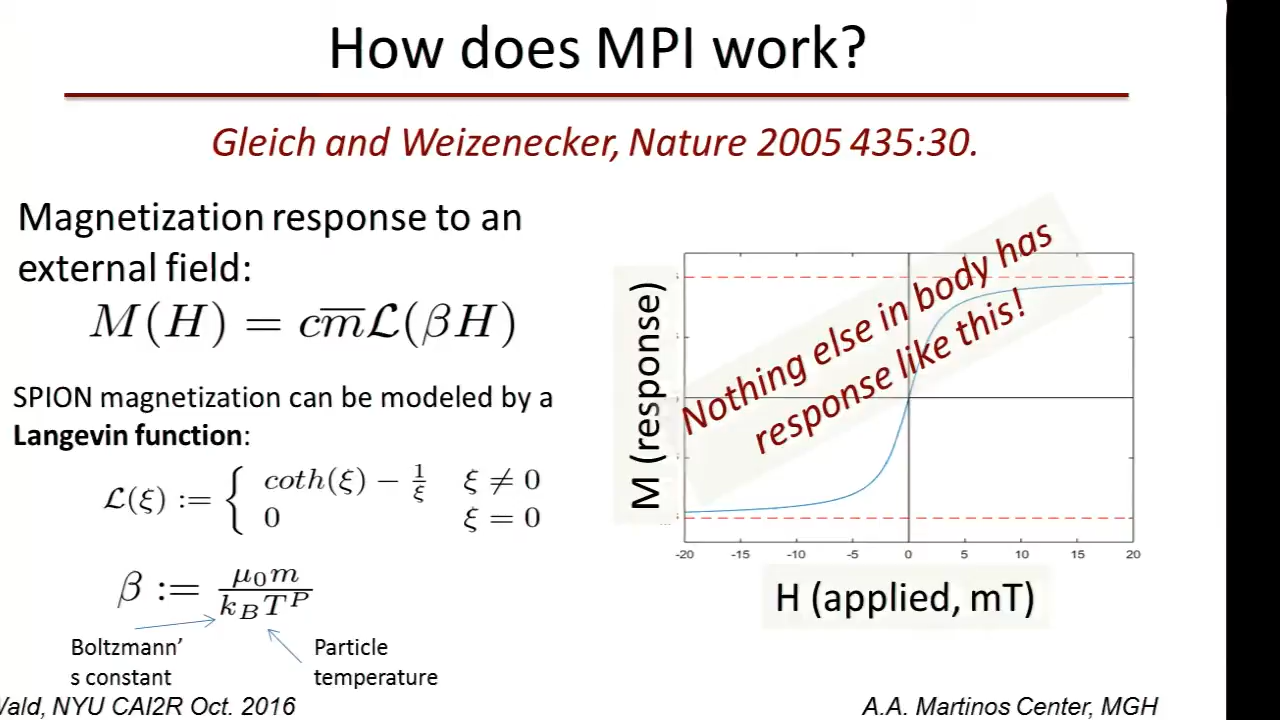 How does MPI work?
Gleich and Weizenecker, Nature 2005 435:30.
Magnetization response to an
external field:
M(H) = cm̅ℒ(βH)
SPION magnetization can be modeled by a
Langevin function:
ℒ(ξ) := { coth(ξ) − 1/ξ ξ ≠ 0
0 ξ = 0
β := μ₀m / k_B T^P
Boltzmann’
s constant
Particle
temperature
M (response)
Nothing else in body has
response like this!
-20 -15 -10 -5 0 5 10 15 20
H (applied, mT)
NYU CAI2R Oct. 2016
A.A. Martinos Center, MGH